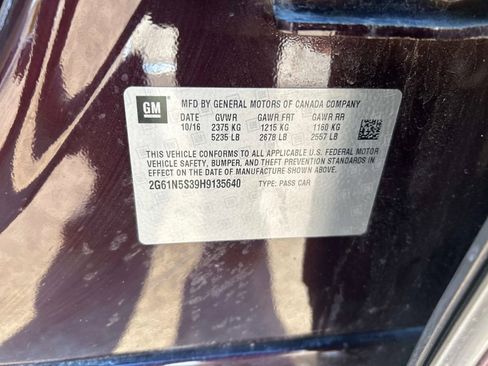 GM
MFD BY GENERAL MOTORS OF CANADA COMPANY
DATE GVWR GAWR FRT GAWR RR
10/16 2375 KG 1215 KG 1160 KG
5235 LB 2678 LB 2557 LB
THIS VEHICLE CONFORMS TO ALL APPLICABLE U.S. FEDERAL MOTOR
VEHICLE SAFETY, BUMPER, AND THEFT PREVENTION STANDARDS IN
EFFECT ON THE DATE OF MANUFACTURE SHOWN ABOVE.
2G61N5S39H9135640 TYPE: PASS CAR